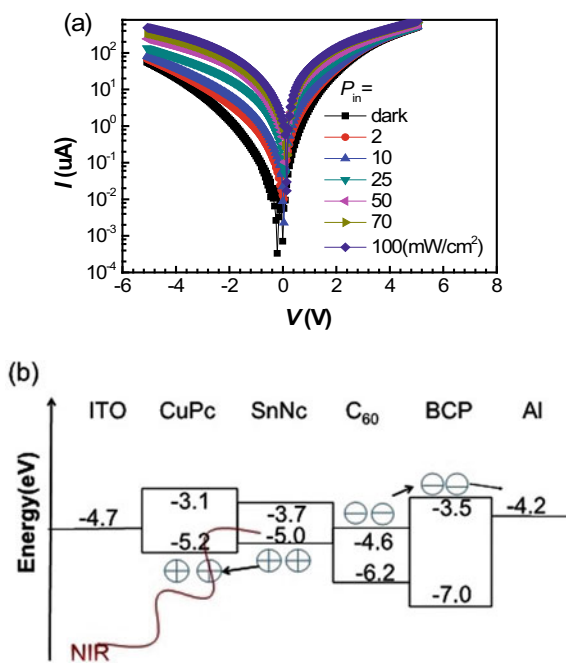 (a)
10²
10¹
10⁰
10⁻¹
10⁻²
10⁻³
10⁻⁴
I (uA)
P_in=
dark
2
10
25
50
70
100(mW/cm²)
-6 -4 -2 0 2 4 6 8
V(V)
(b)
ITO CuPc SnNc C₆₀ BCP Al
Energy(eV)
-4.7
-3.1
-5.2
-3.7
-5.0
-4.6
-6.2
-3.5
-7.0
-4.2
NIR